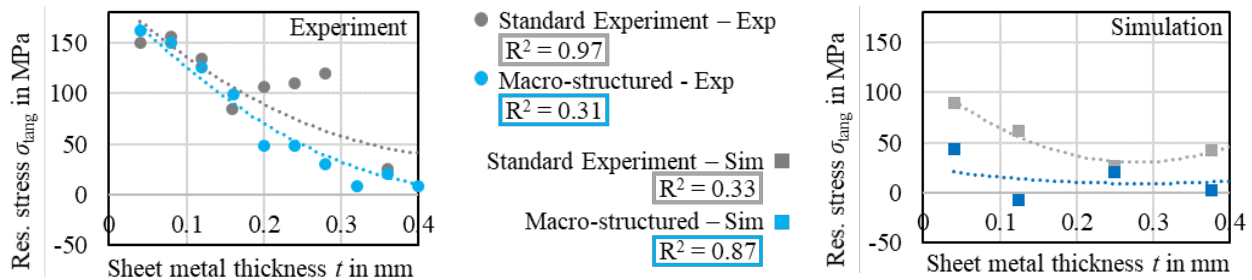 Experiment
Res. stress σtang in MPa
150
100
50
0
-50
0
0.1
0.2
0.3
0.4
Sheet metal thickness t in mm
Standard Experiment – Exp
R² = 0.97
Macro-structured - Exp
R² = 0.31
Standard Experiment – Sim
R² = 0.33
Macro-structured – Sim
R² = 0.87
Simulation
Res. stress σtang in MPa
150
100
50
0
-50
0
0.1
0.2
0.3
0.4
Sheet metal thickness t in mm